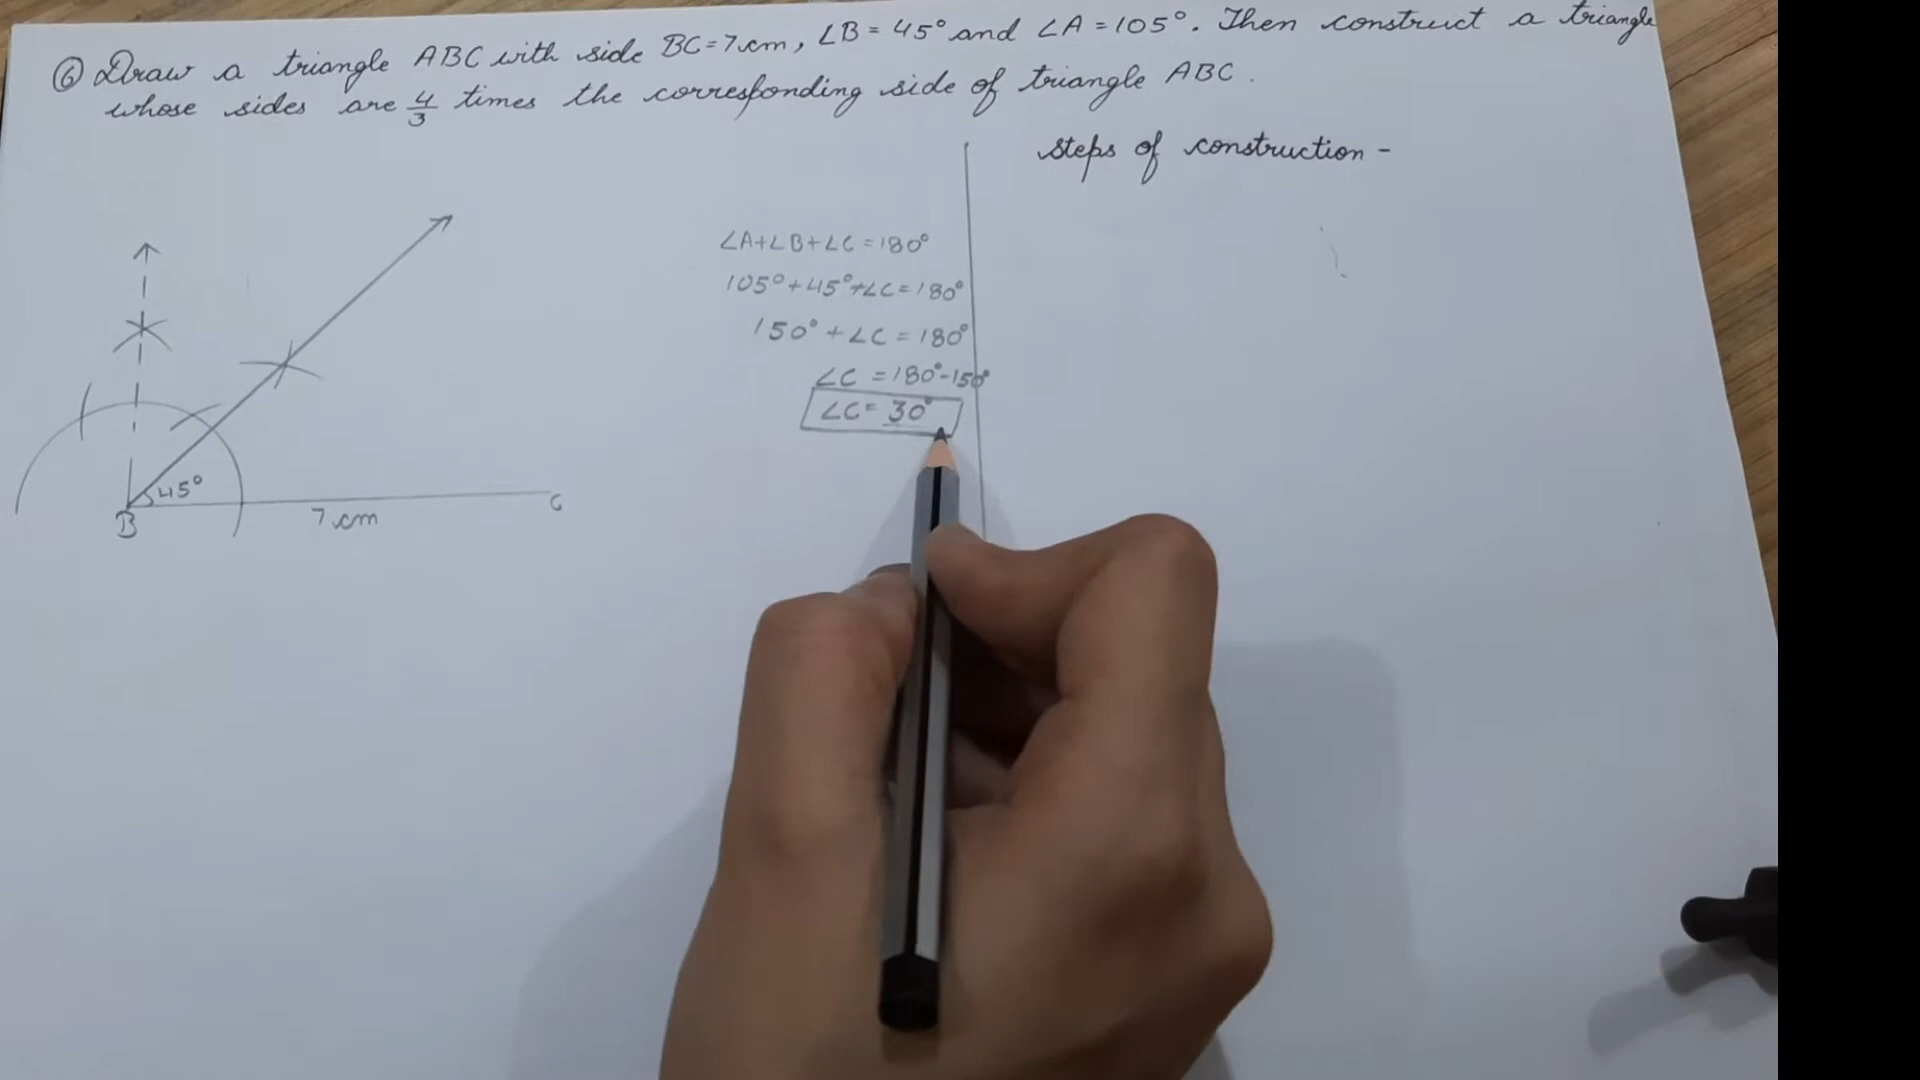 ⑥ Draw a triangle ABC with side BC=7cm, ∠B = 45° and ∠A = 105°. Then construct a triangle
whose sides are 4/3 times the corresponding side of triangle ABC.
steps of construction -
∠A+∠B+∠C=180°
105°+45°+∠C=180°
150°+∠C=180°
∠C =180°-150°
∠C= 30°
45°
B
7 cm
C